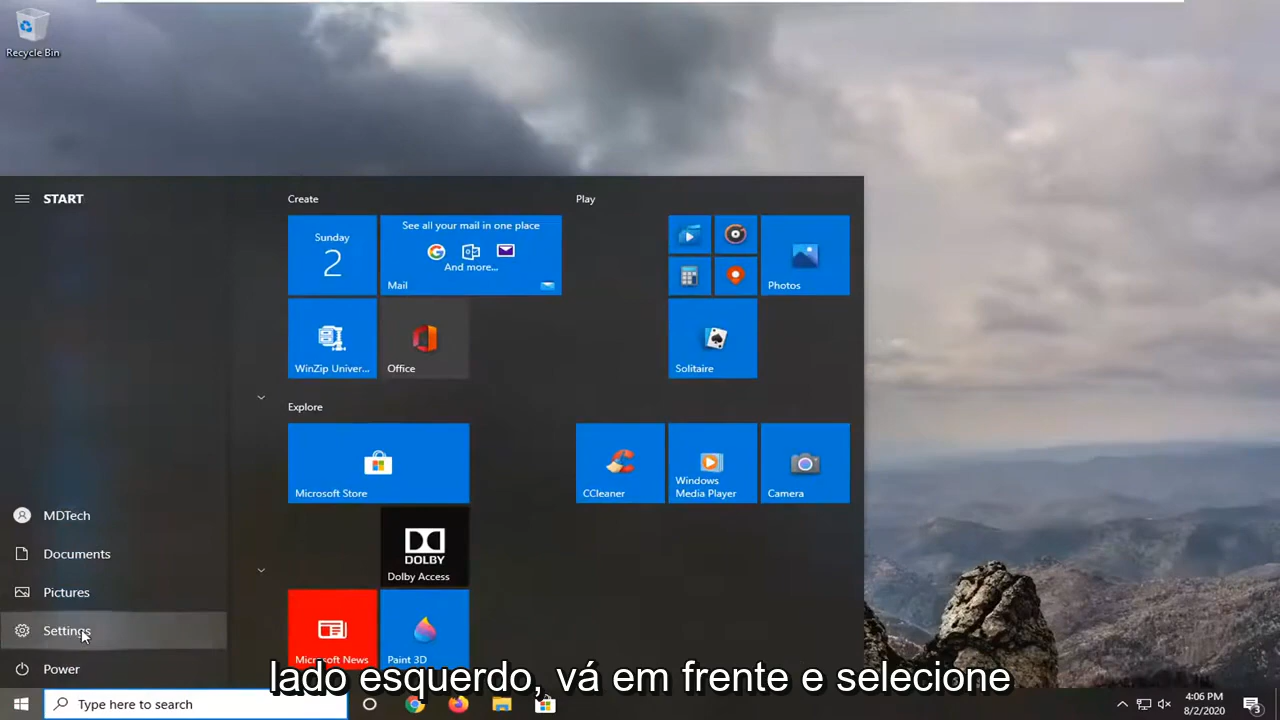 Recycle Bin
START
Create
Play
Sunday
2
See all your mail in one place
And more...
Mail
Photos
WinZip Univer...
Office
Solitaire
Explore
Microsoft Store
CCleaner
Windows
Media Player
Camera
MDTech
Documents
DOLBY
Dolby Access
Pictures
Settings
Microsoft News
Paint 3D
Power
lado esquerdo, vá em frente e selecione
Type here to search
4:06 PM
8/2/2020
3